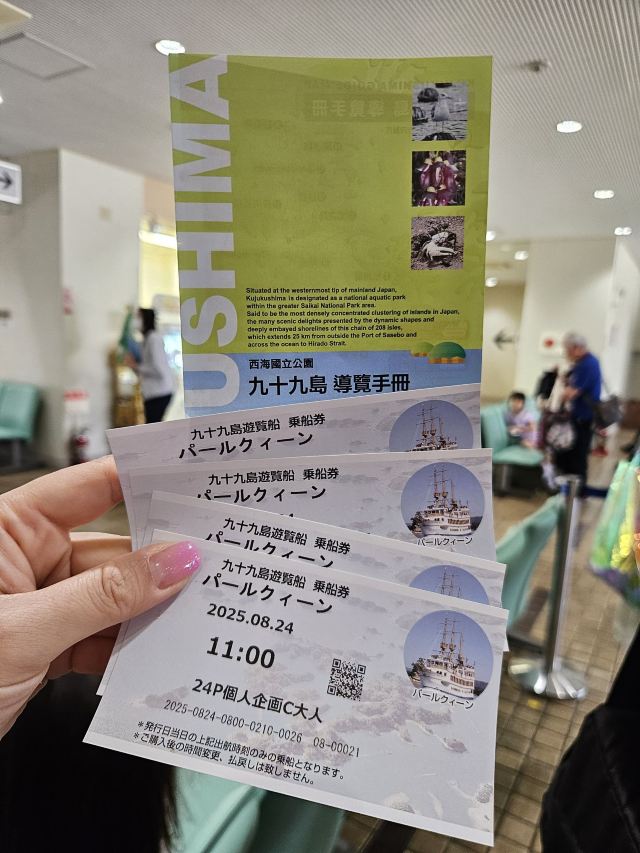 USHIMA
Situated at the westernmost tip of mainland Japan,
Kujukushima is designated as a national aquatic park
within the greater Saikai National Park area.
Said to be the most densely concentrated clustering of islands in Japan,
the many scenic delights presented by the dynamic shapes and
deeply embayed shorelines of this chain of 208 isles,
which extends 25 km from outside the Port of Sasebo and
across the ocean to Hirado Strait.
西海國立公園
九十九島 導覽手冊
九十九島遊覧船 乗船券
パールクィーン
九十九島遊覧船 乗船券
パールクィーン
パールクィーン
九十九島遊覧船 乗船券
パールクィーン
九十九島遊覧船 乗船券
パールクィーン
2025.08.24
11:00
24P個人企画C大人
パールクィーン
2025-0824-0800-0210-0026 08-00021
*発行日当日の上記出航時刻のみの乗船となります。
*ご購入後の時間変更、払戻しは致しません。